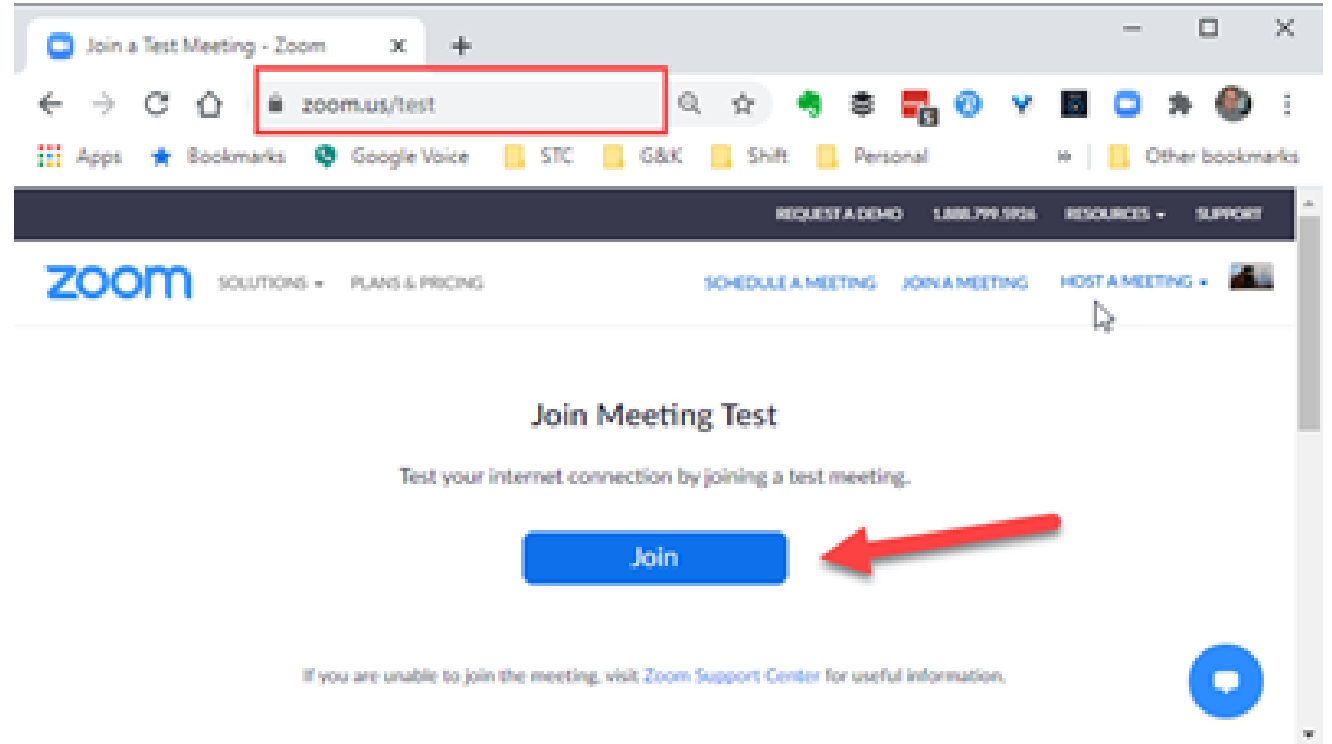 Join a Test Meeting - Zoom
zoom.us/test
Apps Bookmarks Google Voice STC G&K Shift Personal » Other bookmarks
REQUEST A DEMO 1.888.799.5926 RESOURCES SUPPORT
zoom SOLUTIONS PLANS & PRICING SCHEDULE A MEETING JOIN A MEETING HOST A MEETING
Join Meeting Test
Test your internet connection by joining a test meeting.
Join
If you are unable to join the meeting, visit Zoom Support Center for useful information.